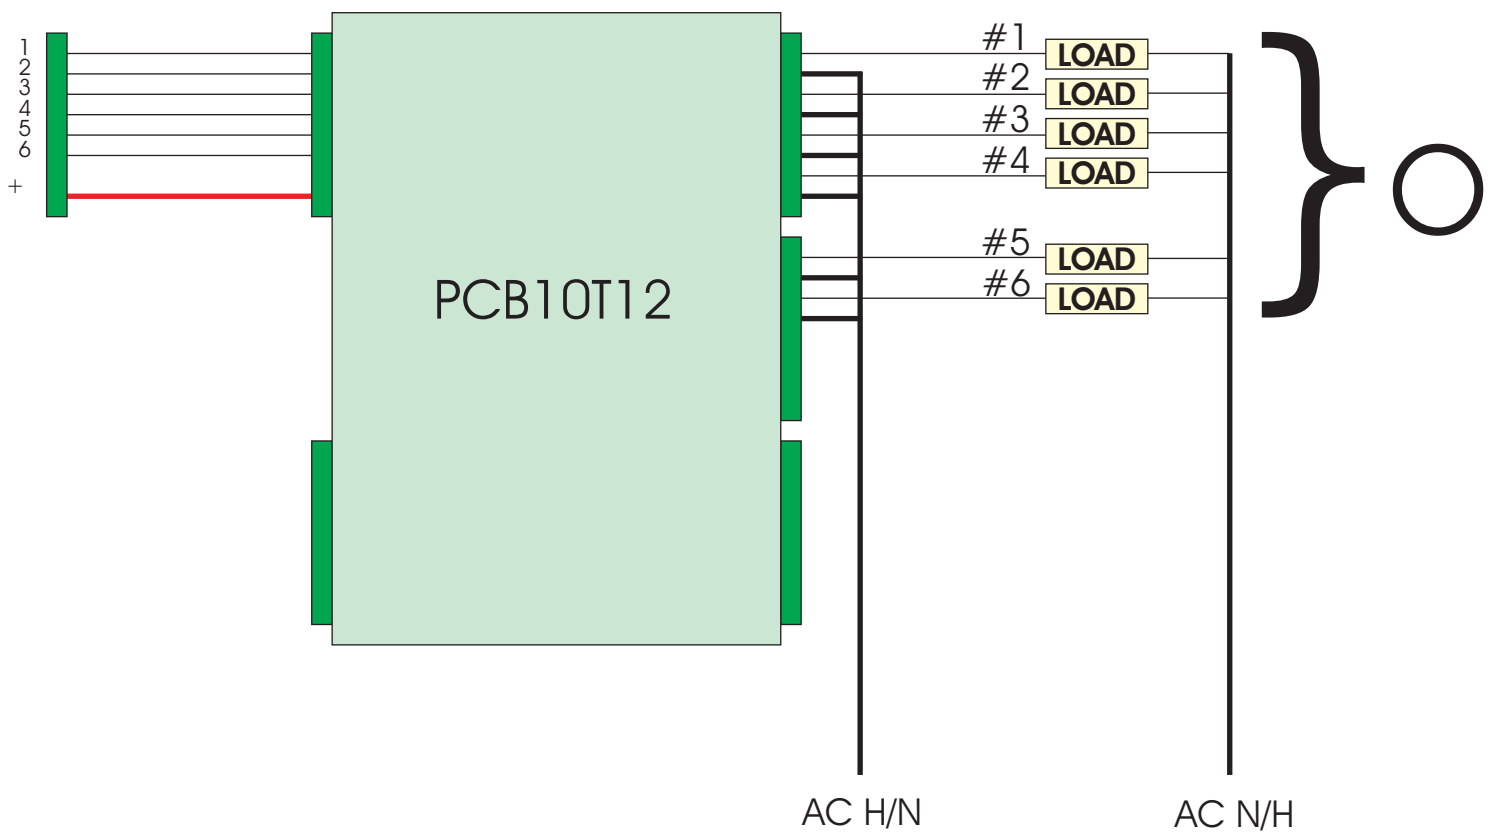 1
2
3
4
5
6
+
PCB10T12
#1 LOAD
#2 LOAD
#3 LOAD
#4 LOAD
#5 LOAD
#6 LOAD
AC H/N
AC N/H